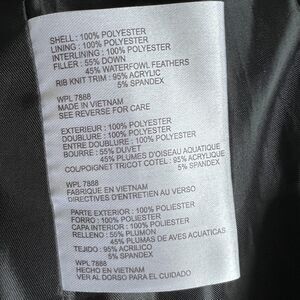 SHELL : 100% POLYESTER
LINING : 100% POLYESTER
INTERLINING : 100% POLYESTER
FILLER : 55% DOWN
45% WATERFOWL FEATHERS
RIB KNIT TRIM : 95% ACRYLIC
5% SPANDEX
WPL 7888
MADE IN VIETNAM
SEE REVERSE FOR CARE
EXTERIEUR : 100% POLYESTER
DOUBLURE : 100% POLYESTER
ENTRE DOUBLURE : 100% POLYESTER
BOURRE : 55% DUVET
45% PLUMES D'OISEAU AQUATIQUE
COUPOIGNET TRICOT COTEL : 95% ACRYLIQUE
5% SPANDEX
WPL 7888
FABRIQUE EN VIETNAM
DIRECTIVES D'ENTRETIEN AU VERSO
PARTE EXTERIOR : 100% POLIESTER
FORRO : 100% POLIESTER
CAPA INTERIOR : 100% POLIESTER
RELLENO : 55% PLUMON
45% PLUMAS DE AVES ACUATICAS
TEJIDO : 95% ACRILICO
5% SPANDEX
WPL 7888
HECHO EN VIETNAM
VER AL DORSO PARA EL CUIDADO